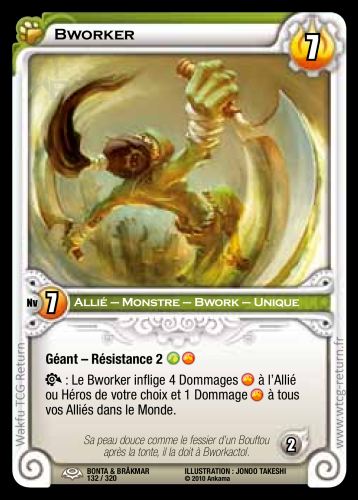 Bworker
7
Nv 7 Allié – Monstre – Bwork – Unique
Géant – Résistance 2
: Le Bworker inflige 4 Dommages à l'Allié
ou Héros de votre choix et 1 Dommage à tous
vos Alliés dans le Monde.
Sa peau douce comme le fessier d'un Bouftou
après la tonte, il la doit à Bworkactol.
2
BONTA & BRÂKMAR
132 / 320
ILLUSTRATION : JONOO TAKESHI
© 2010 Ankama
Wakfu TCG Return
www.wtcg-return.fr